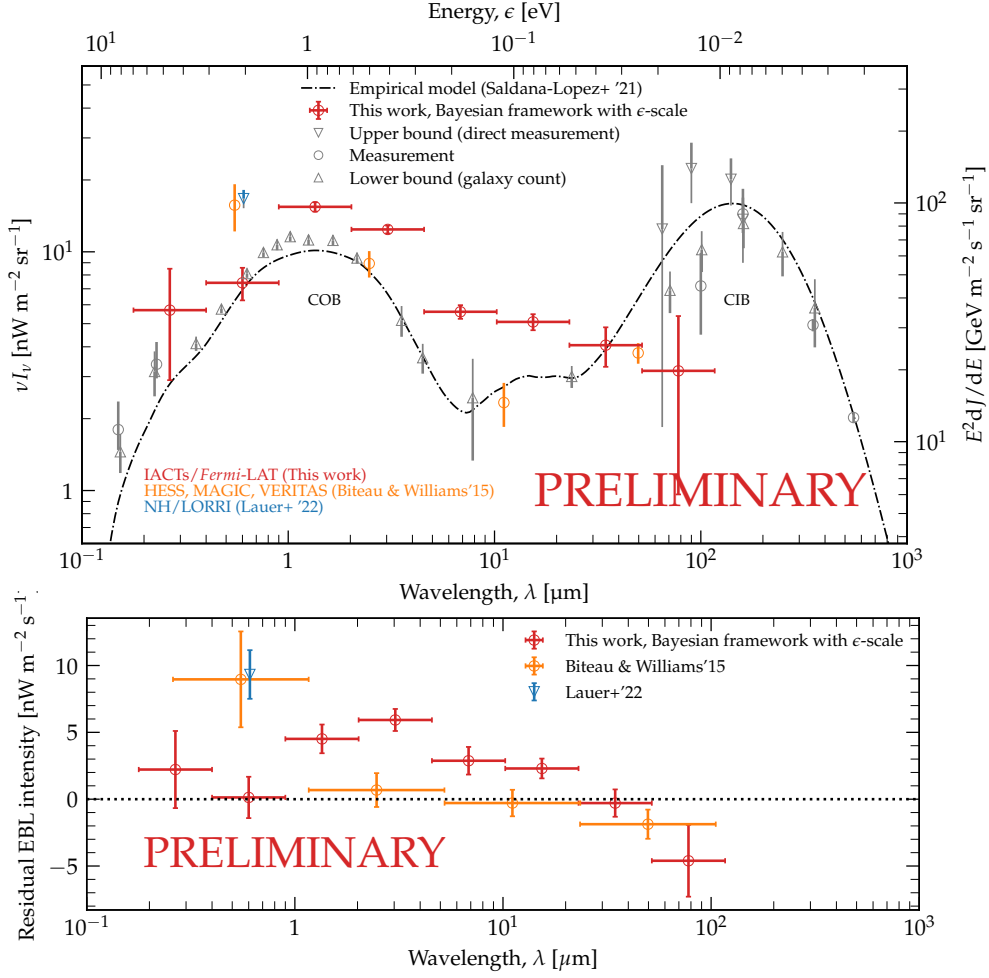 Energy, ϵ [eV]
10¹ 1 10⁻¹ 10⁻²
Empirical model (Saldana-Lopez+ '21)
This work, Bayesian framework with ϵ-scale
Upper bound (direct measurement)
Measurement
Lower bound (galaxy count)
νIν [nW m⁻² sr⁻¹]
10¹
1
E²dJ/dE [GeV m⁻² s⁻¹ sr⁻¹]
10²
10¹
COB
CIB
IACTs/Fermi-LAT (This work)
HESS, MAGIC, VERITAS (Biteau & Williams'15)
NH/LORRI (Lauer+ '22)
PRELIMINARY
10⁻¹ 1 10¹ 10² 10³
Wavelength, λ [µm]
Residual EBL intensity [nW m⁻² s⁻¹
10
5
0
−5
This work, Bayesian framework with ϵ-scale
Biteau & Williams'15
Lauer+'22
PRELIMINARY
10⁻¹ 1 10¹ 10² 10³
Wavelength, λ [µm]